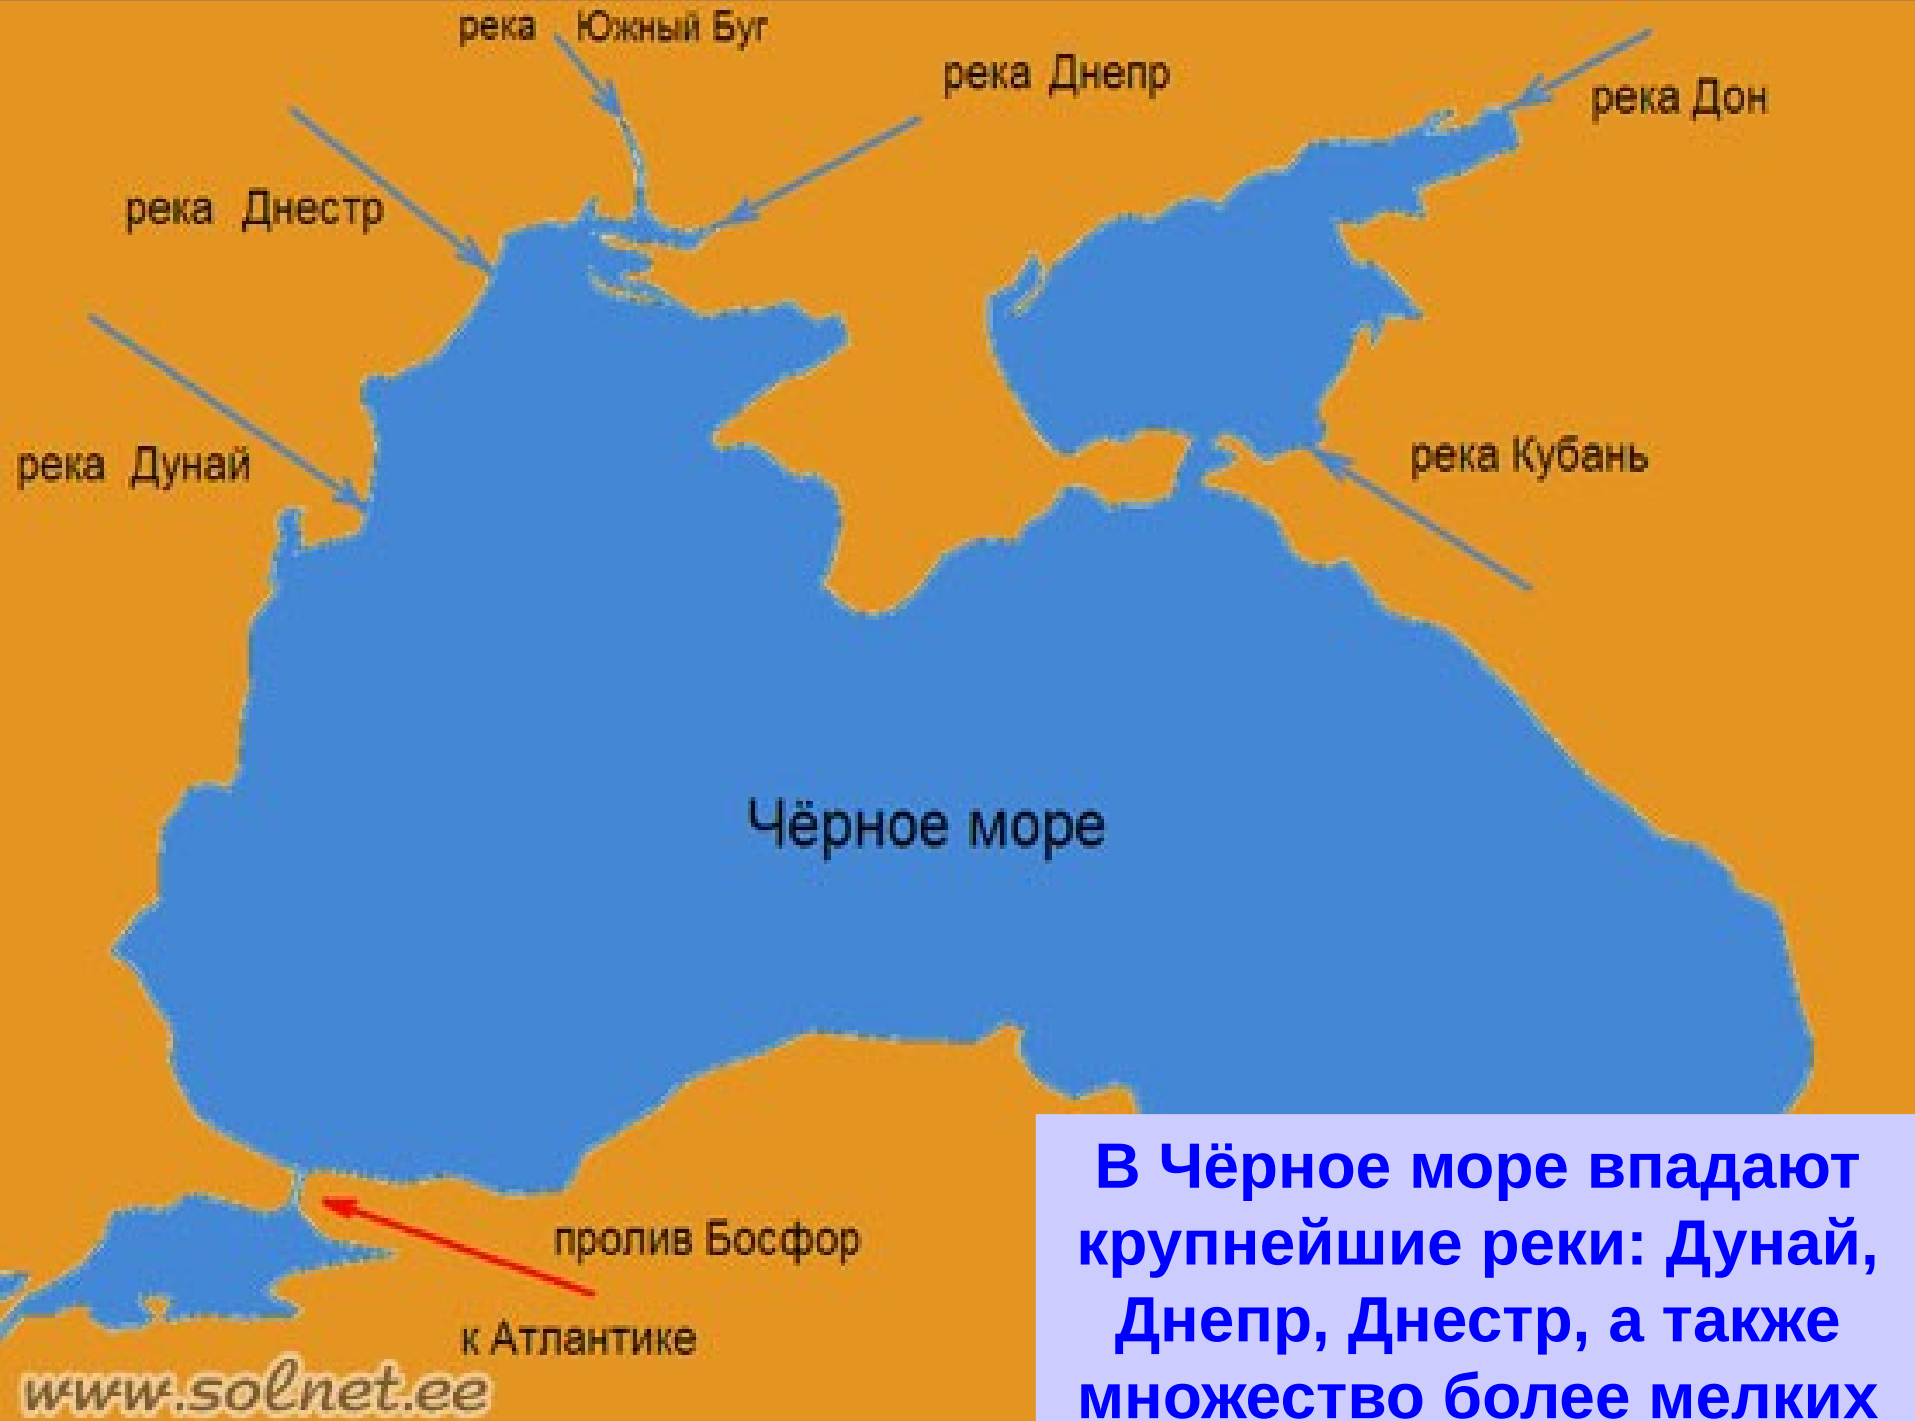 река Южный Буг
река Днепр
река Дон
река Днестр
река Дунай
река Кубань
Чёрное море
пролив Босфор
к Атлантике
www.solnet.ee
В Чёрное море впадают
крупнейшие реки: Дунай,
Днепр, Днестр, а также
множество более мелких